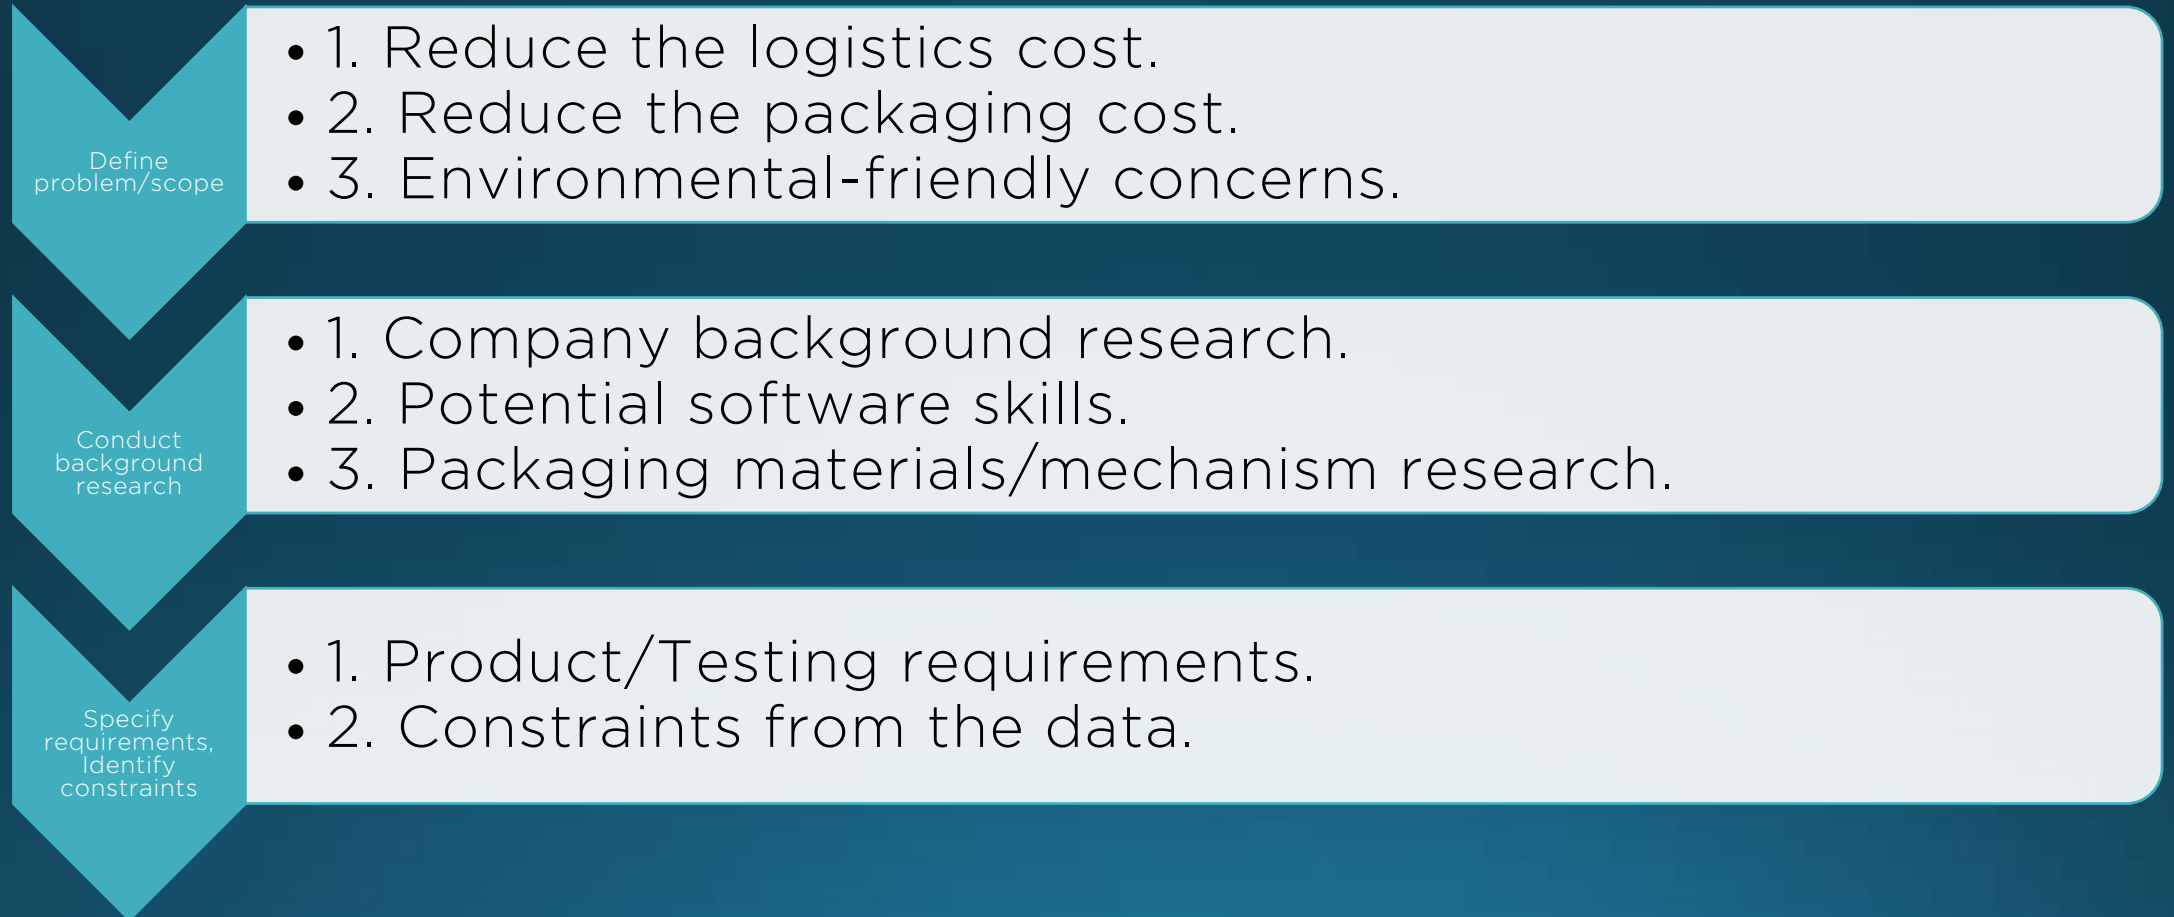 Define
problem/scope
• 1. Reduce the logistics cost.
• 2. Reduce the packaging cost.
• 3. Environmental-friendly concerns.
Conduct
background
research
• 1. Company background research.
• 2. Potential software skills.
• 3. Packaging materials/mechanism research.
Specify
requirements,
Identify
constraints
• 1. Product/Testing requirements.
• 2. Constraints from the data.